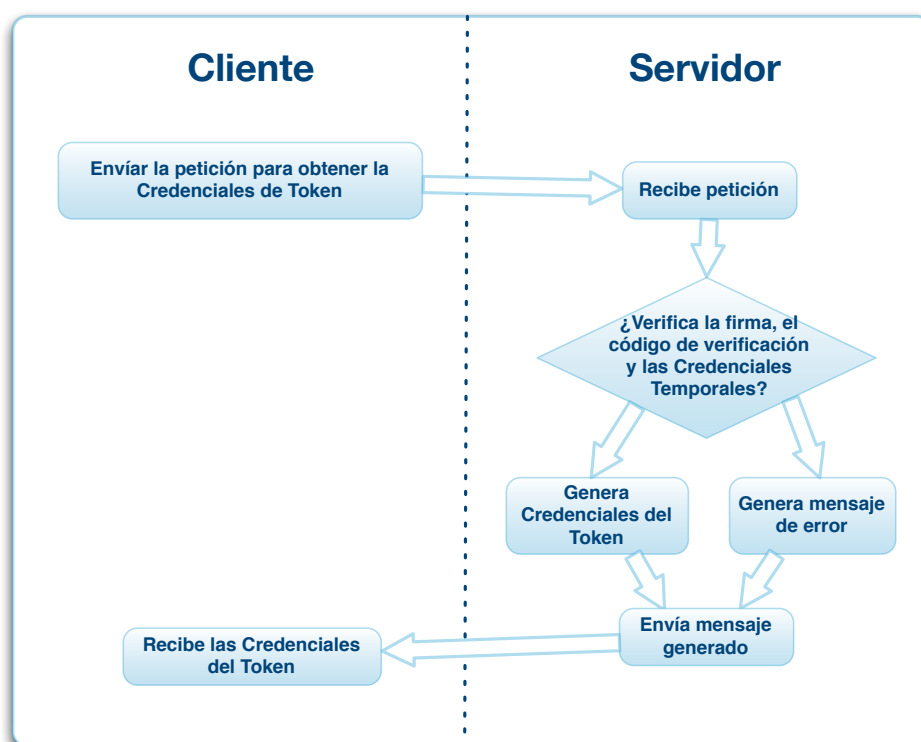 Cliente
Servidor
Envíar la petición para obtener la
Credenciales de Token
Recibe petición
¿Verifica la firma, el
código de verificación
y las Credenciales
Temporales?
Genera
Credenciales del
Token
Genera mensaje
de error
Envía mensaje
generado
Recibe las Credenciales
del Token